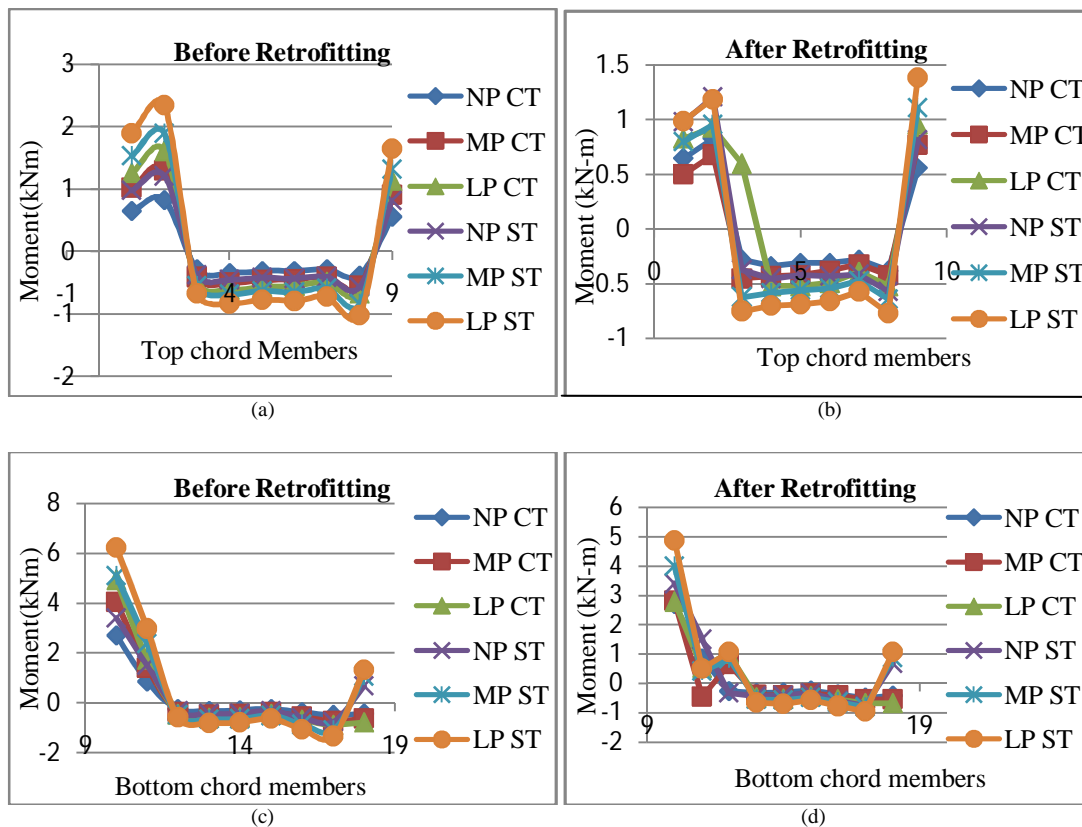 Before Retrofitting
3
2
1
0
-1
-2
4
9
Moment(kNm)
Top chord Members
NP CT
MP CT
LP CT
NP ST
MP ST
LP ST
(a)
After Retrofitting
1.5
1
0.5
0
-0.5
-1
0
5
10
Moment (kN-m)
Top chord members
NP CT
MP CT
LP CT
NP ST
MP ST
LP ST
(b)
Before Retrofitting
8
6
4
2
0
-2
9
14
19
Moment(kNm)
Bottom chord members
NP CT
MP CT
LP CT
NP ST
MP ST
LP ST
(c)
After Retrofitting
6
5
4
3
2
1
0
-1
-2
9
19
Moment (kN-m)
Bottom chord members
NP CT
MP CT
LP CT
NP ST
MP ST
LP ST
(d)